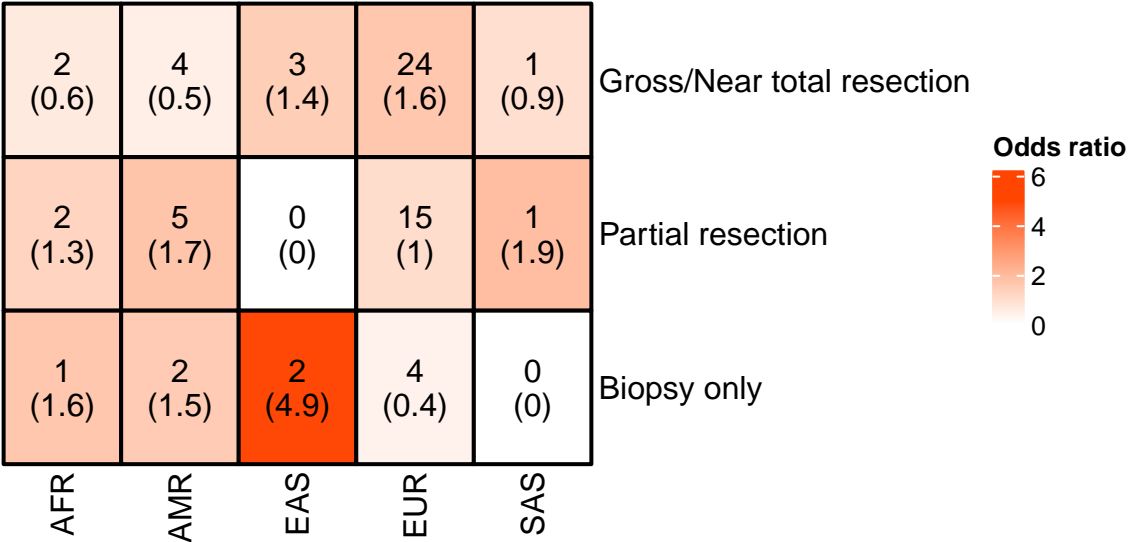 2 4 3 24 1
(0.6) (0.5) (1.4) (1.6) (0.9)
Gross/Near total resection
2 5 0 15 1
(1.3) (1.7) (0) (1) (1.9)
Partial resection
1 2 2 4 0
(1.6) (1.5) (4.9) (0.4) (0)
Biopsy only
AFR AMR EAS EUR SAS
Odds ratio
6
4
2
0